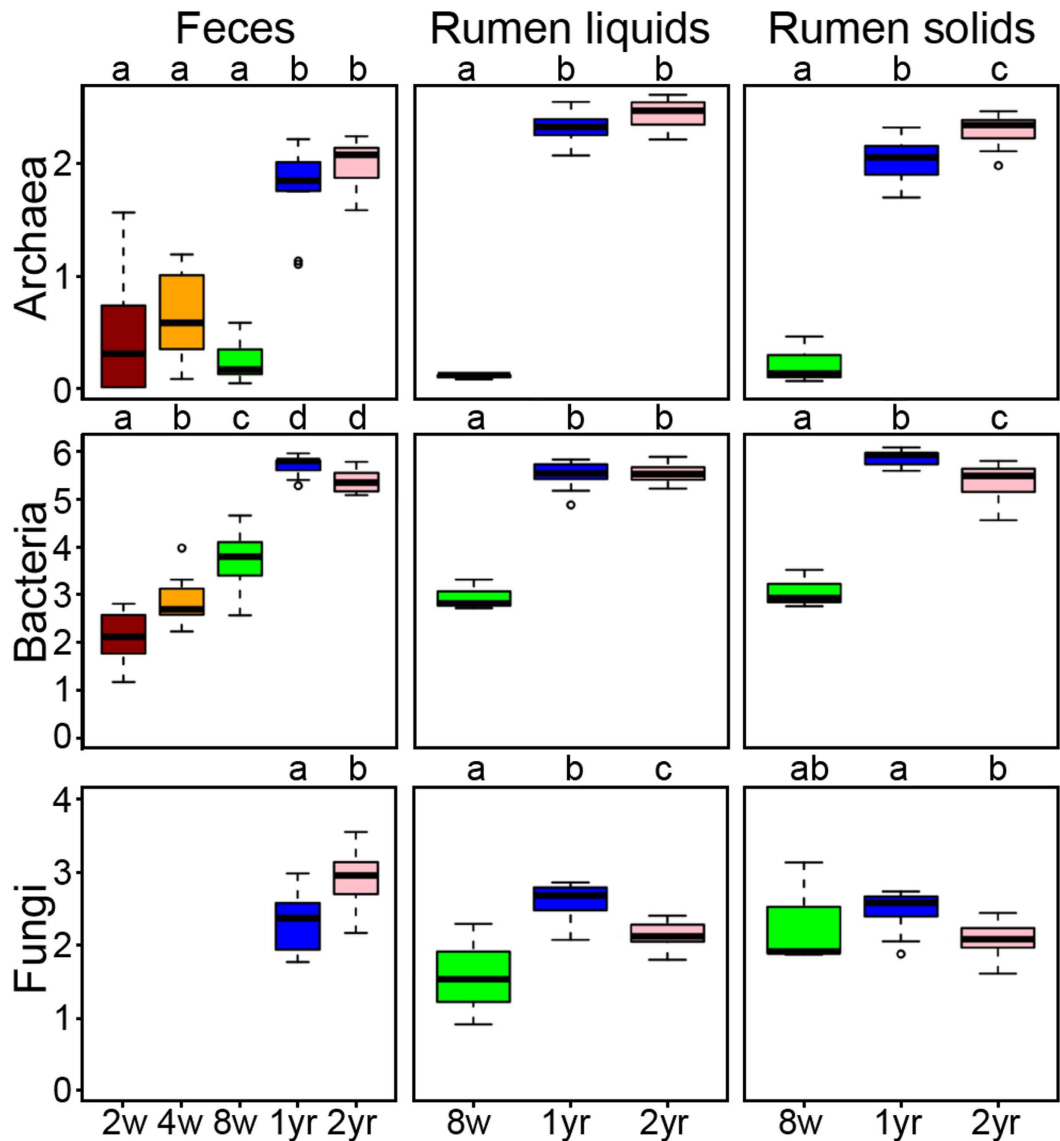 Feces Rumen liquids Rumen solids
a a a b b a b b a b c
Archaea
2
1
0
a b c d d a b b a b c
Bacteria
6
5
4
3
2
1
0
a b a b c ab a b
Fungi
4
3
2
1
0
2w 4w 8w 1yr 2yr 8w 1yr 2yr 8w 1yr 2yr